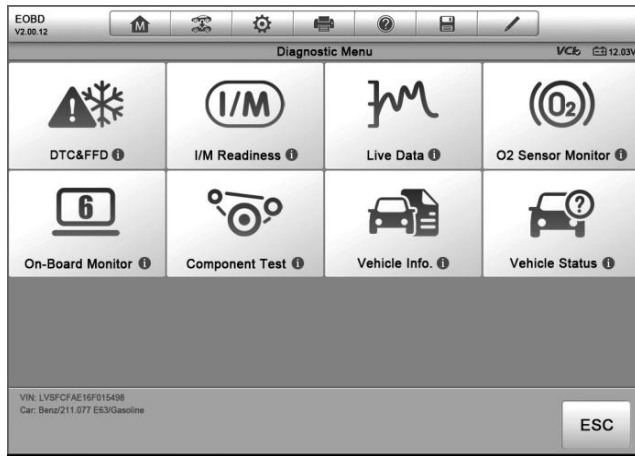 EOBD
V2.00.12
M
Diagnostic Menu
VCI
12.03V
DTC&FFD i
I/M
I/M Readiness i
Live Data i
O2
O2 Sensor Monitor i
6
On-Board Monitor i
Component Test i
Vehicle Info. i
?
Vehicle Status i
VIN: LVSFCFAE16F015498
Car: Benz/211.077 E63/Gasoline
ESC